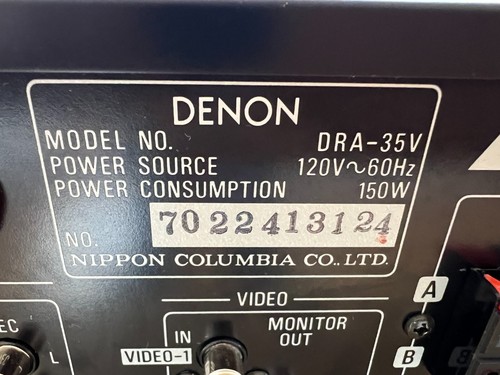 DENON
MODEL NO. DRA-35V
POWER SOURCE 120V~60Hz
POWER CONSUMPTION 150W
NO. 7022413124
NIPPON COLUMBIA CO., LTD.
VIDEO
A
EC
L
IN
MONITOR OUT
VIDEO-1
B